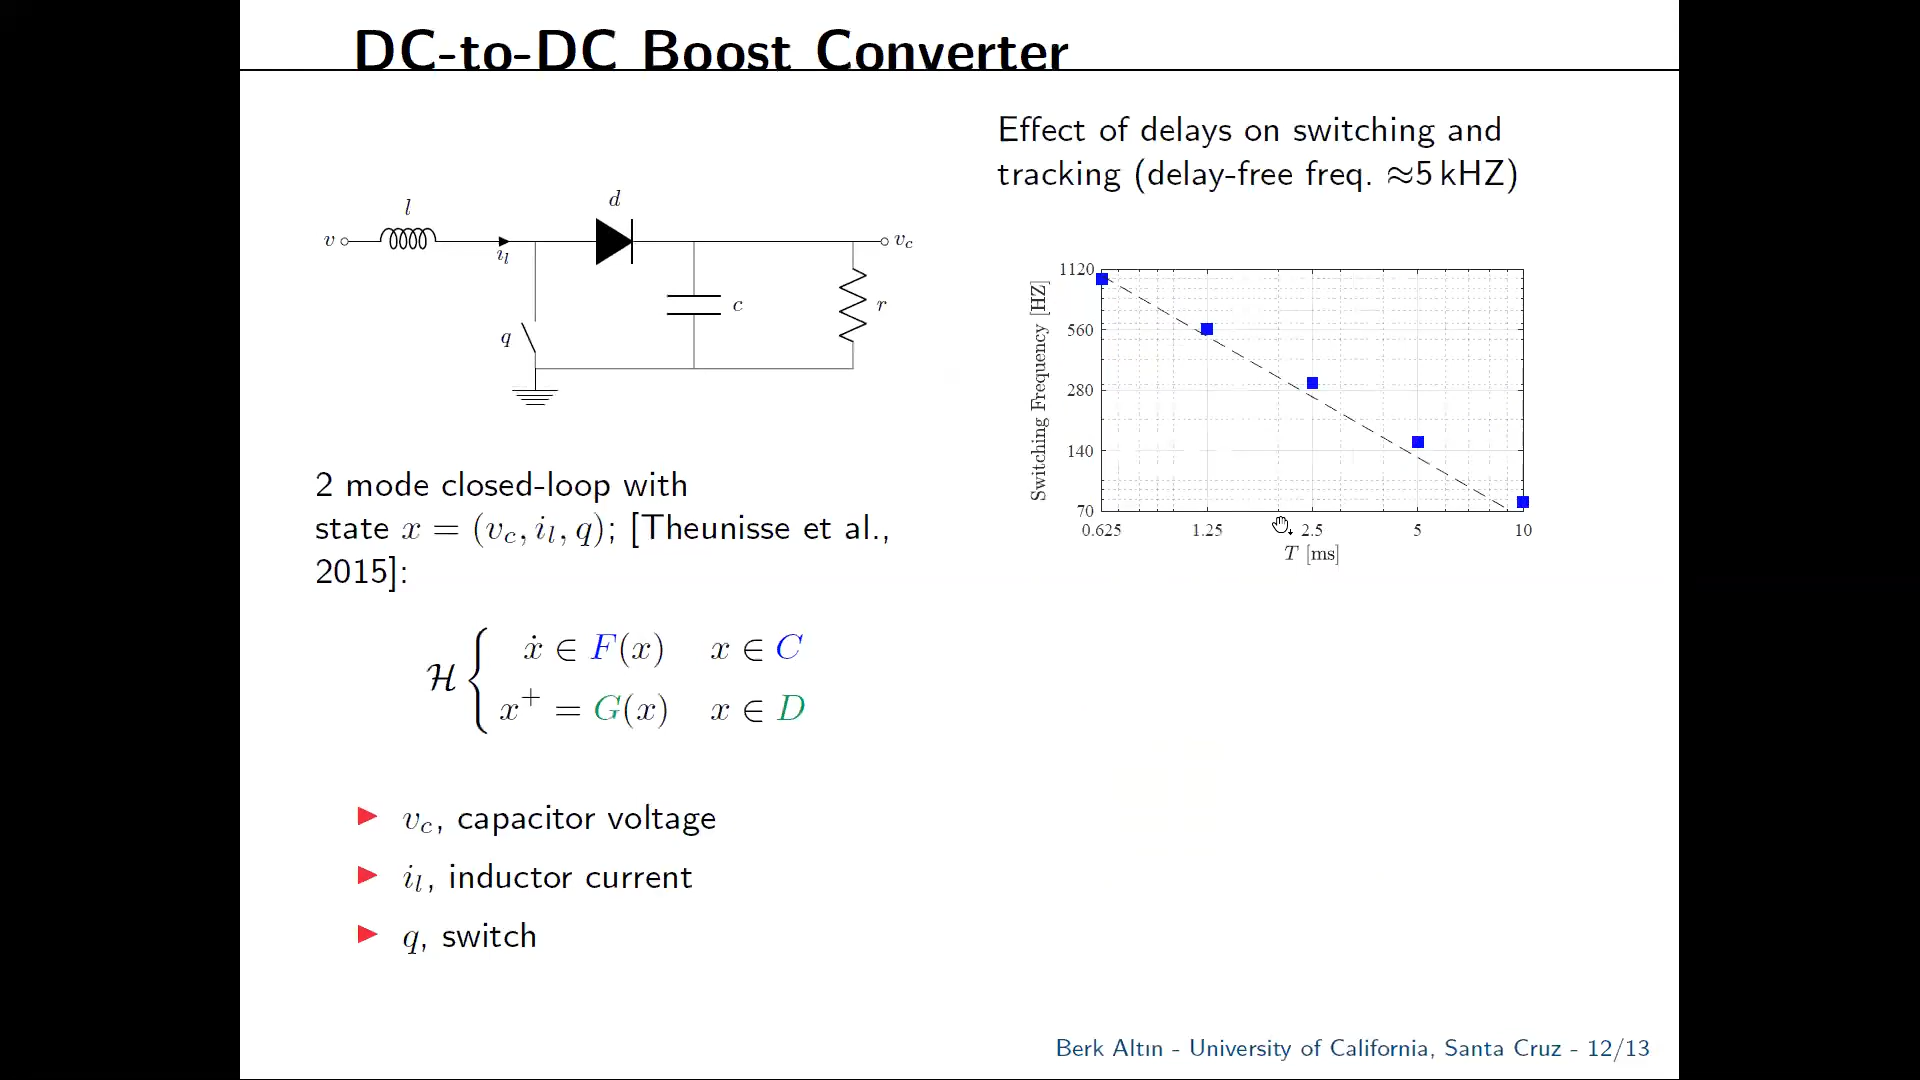 DC-to-DC Boost Converter
l
d
v
i_l
v_c
q
c
r
2 mode closed-loop with
state x = (v_c, i_l, q); [Theunisse et al.,
2015]:
ẋ ∈ F(x) x ∈ C
ℋ {
x⁺ = G(x) x ∈ D
v_c, capacitor voltage
i_l, inductor current
q, switch
Effect of delays on switching and
tracking (delay-free freq. ≈5 kHZ)
Switching Frequency [HZ]
1120
560
280
140
70
0.625 1.25 2.5 5 10
T [ms]
Berk Altın - University of California, Santa Cruz - 12/13